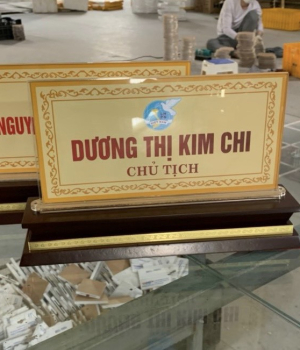 NGUY
DƯƠNG THỊ KIM CHI
CHỦ TỊCH